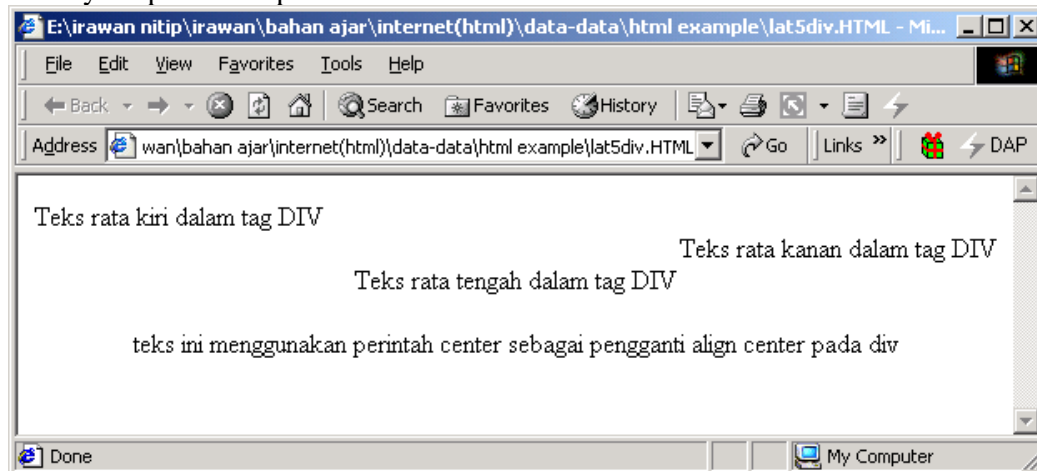 E:\irawan nitip\irawan\bahan ajar\internet(html)\data-data\html example\lat5div.HTML - Mi...
File Edit View Favorites Tools Help
Back Search Favorites History
Address wan\bahan ajar\internet(html)\data-data\html example\lat5div.HTML Go Links » DAP
Teks rata kiri dalam tag DIV
Teks rata kanan dalam tag DIV
Teks rata tengah dalam tag DIV
teks ini menggunakan perintah center sebagai pengganti align center pada div
Done My Computer